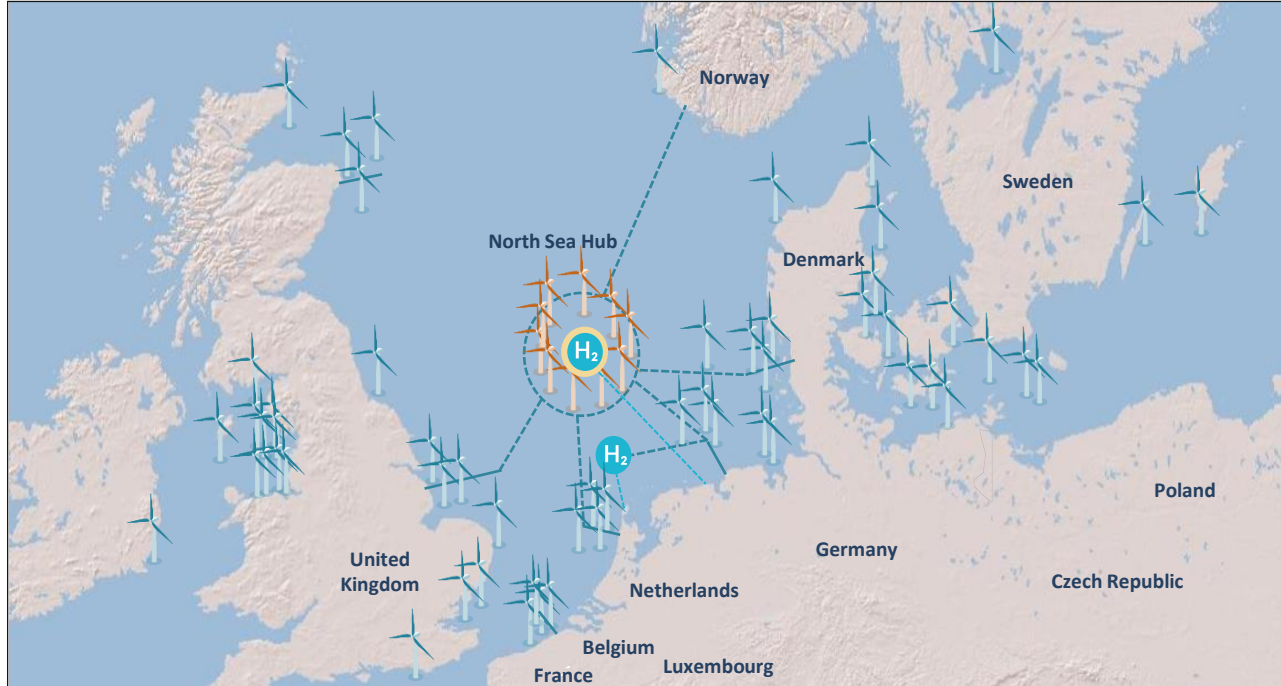 Norway
Sweden
North Sea Hub
Denmark
H₂
H₂
Poland
Germany
United
Kingdom
Czech Republic
Netherlands
Belgium
Luxembourg
France